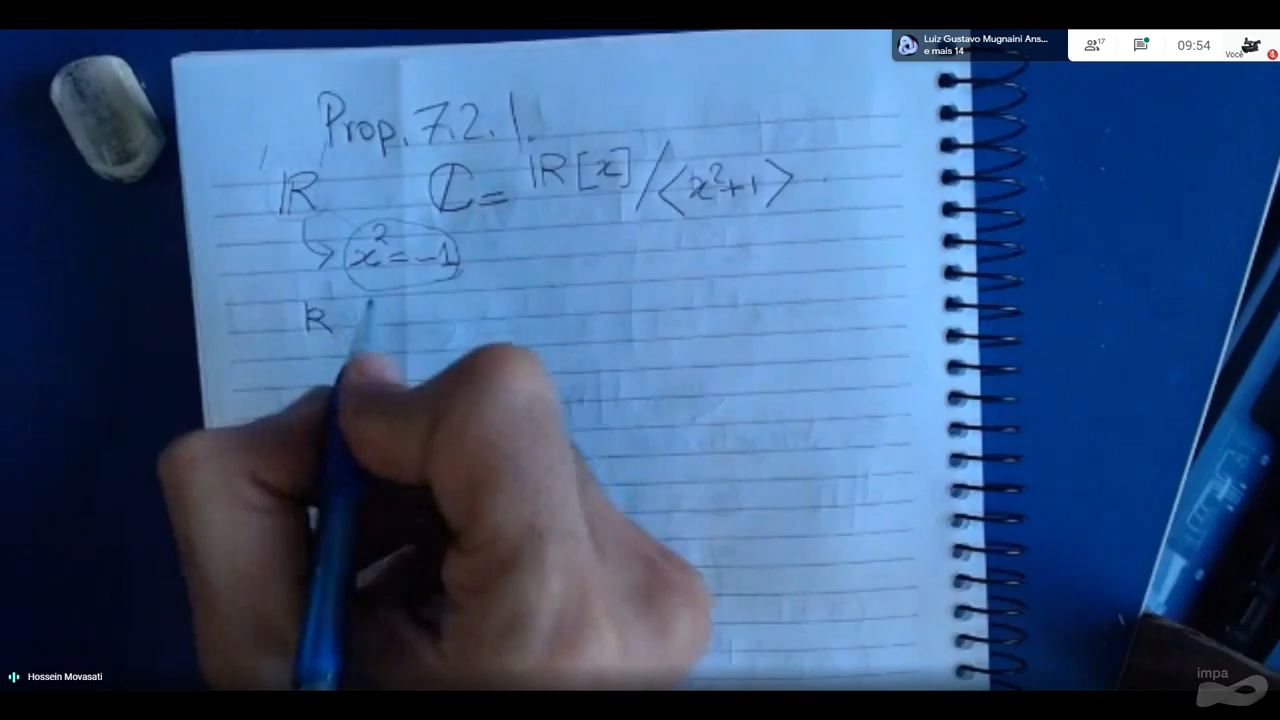 Luiz Gustavo Mugnaini Ans...
e mais 14
17
09:54
Você
Prop. 7.2.1.
ℝ ℂ = ℝ[x]/<x²+1>
x² = -1
k
Hossein Movasati
impa